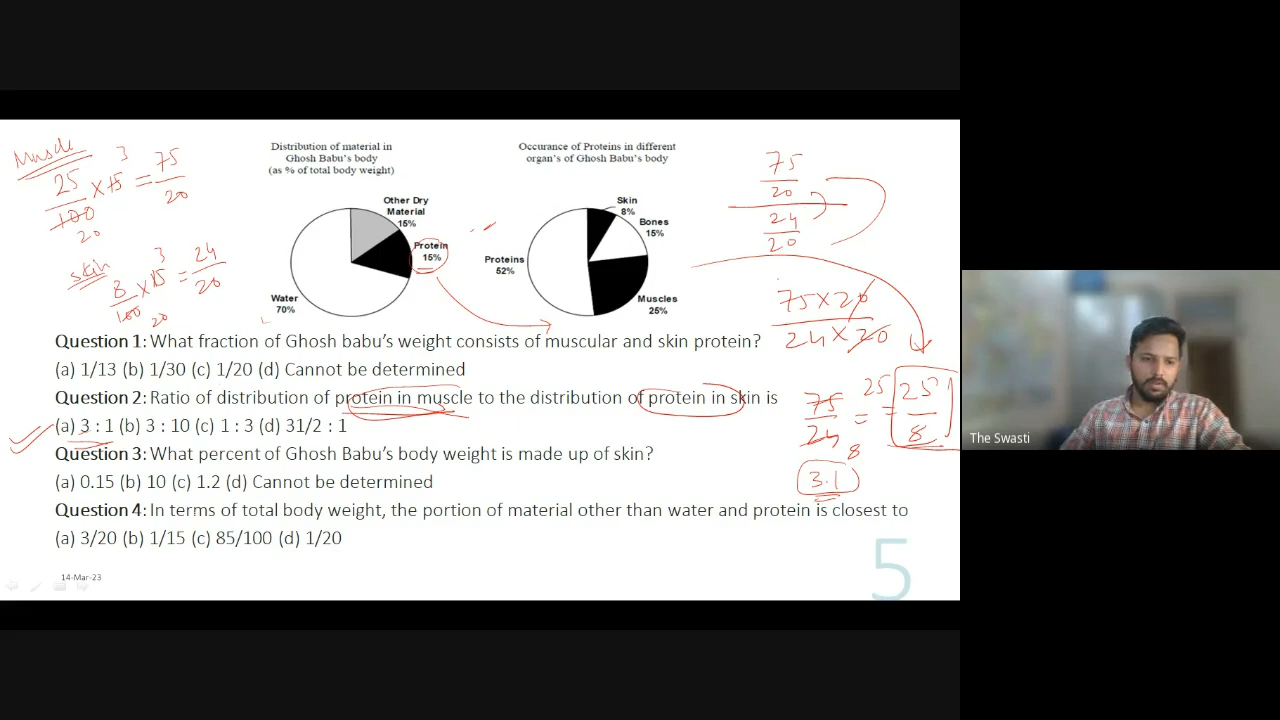 Muscle
25/100 × 15 = 75/20
3
20
skin
8/100 × 15 = 24/20
3
20
Distribution of material in
Ghosh Babu's body
(as % of total body weight)
Other Dry
Material
15%
Protein
15%
Water
70%
Occurance of Proteins in different
organ's of Ghosh Babu's body
Skin
8%
Bones
15%
Proteins
52%
Muscles
25%
75/20
24/20
75×20
24×20
75/24 = 25/8
25
8
3.1
Question 1: What fraction of Ghosh babu's weight consists of muscular and skin protein?
(a) 1/13 (b) 1/30 (c) 1/20 (d) Cannot be determined
Question 2: Ratio of distribution of protein in muscle to the distribution of protein in skin is
(a) 3 : 1 (b) 3 : 10 (c) 1 : 3 (d) 31/2 : 1
Question 3: What percent of Ghosh Babu's body weight is made up of skin?
(a) 0.15 (b) 10 (c) 1.2 (d) Cannot be determined
Question 4: In terms of total body weight, the portion of material other than water and protein is closest to
(a) 3/20 (b) 1/15 (c) 85/100 (d) 1/20
14-Mar-23
5
The Swasti